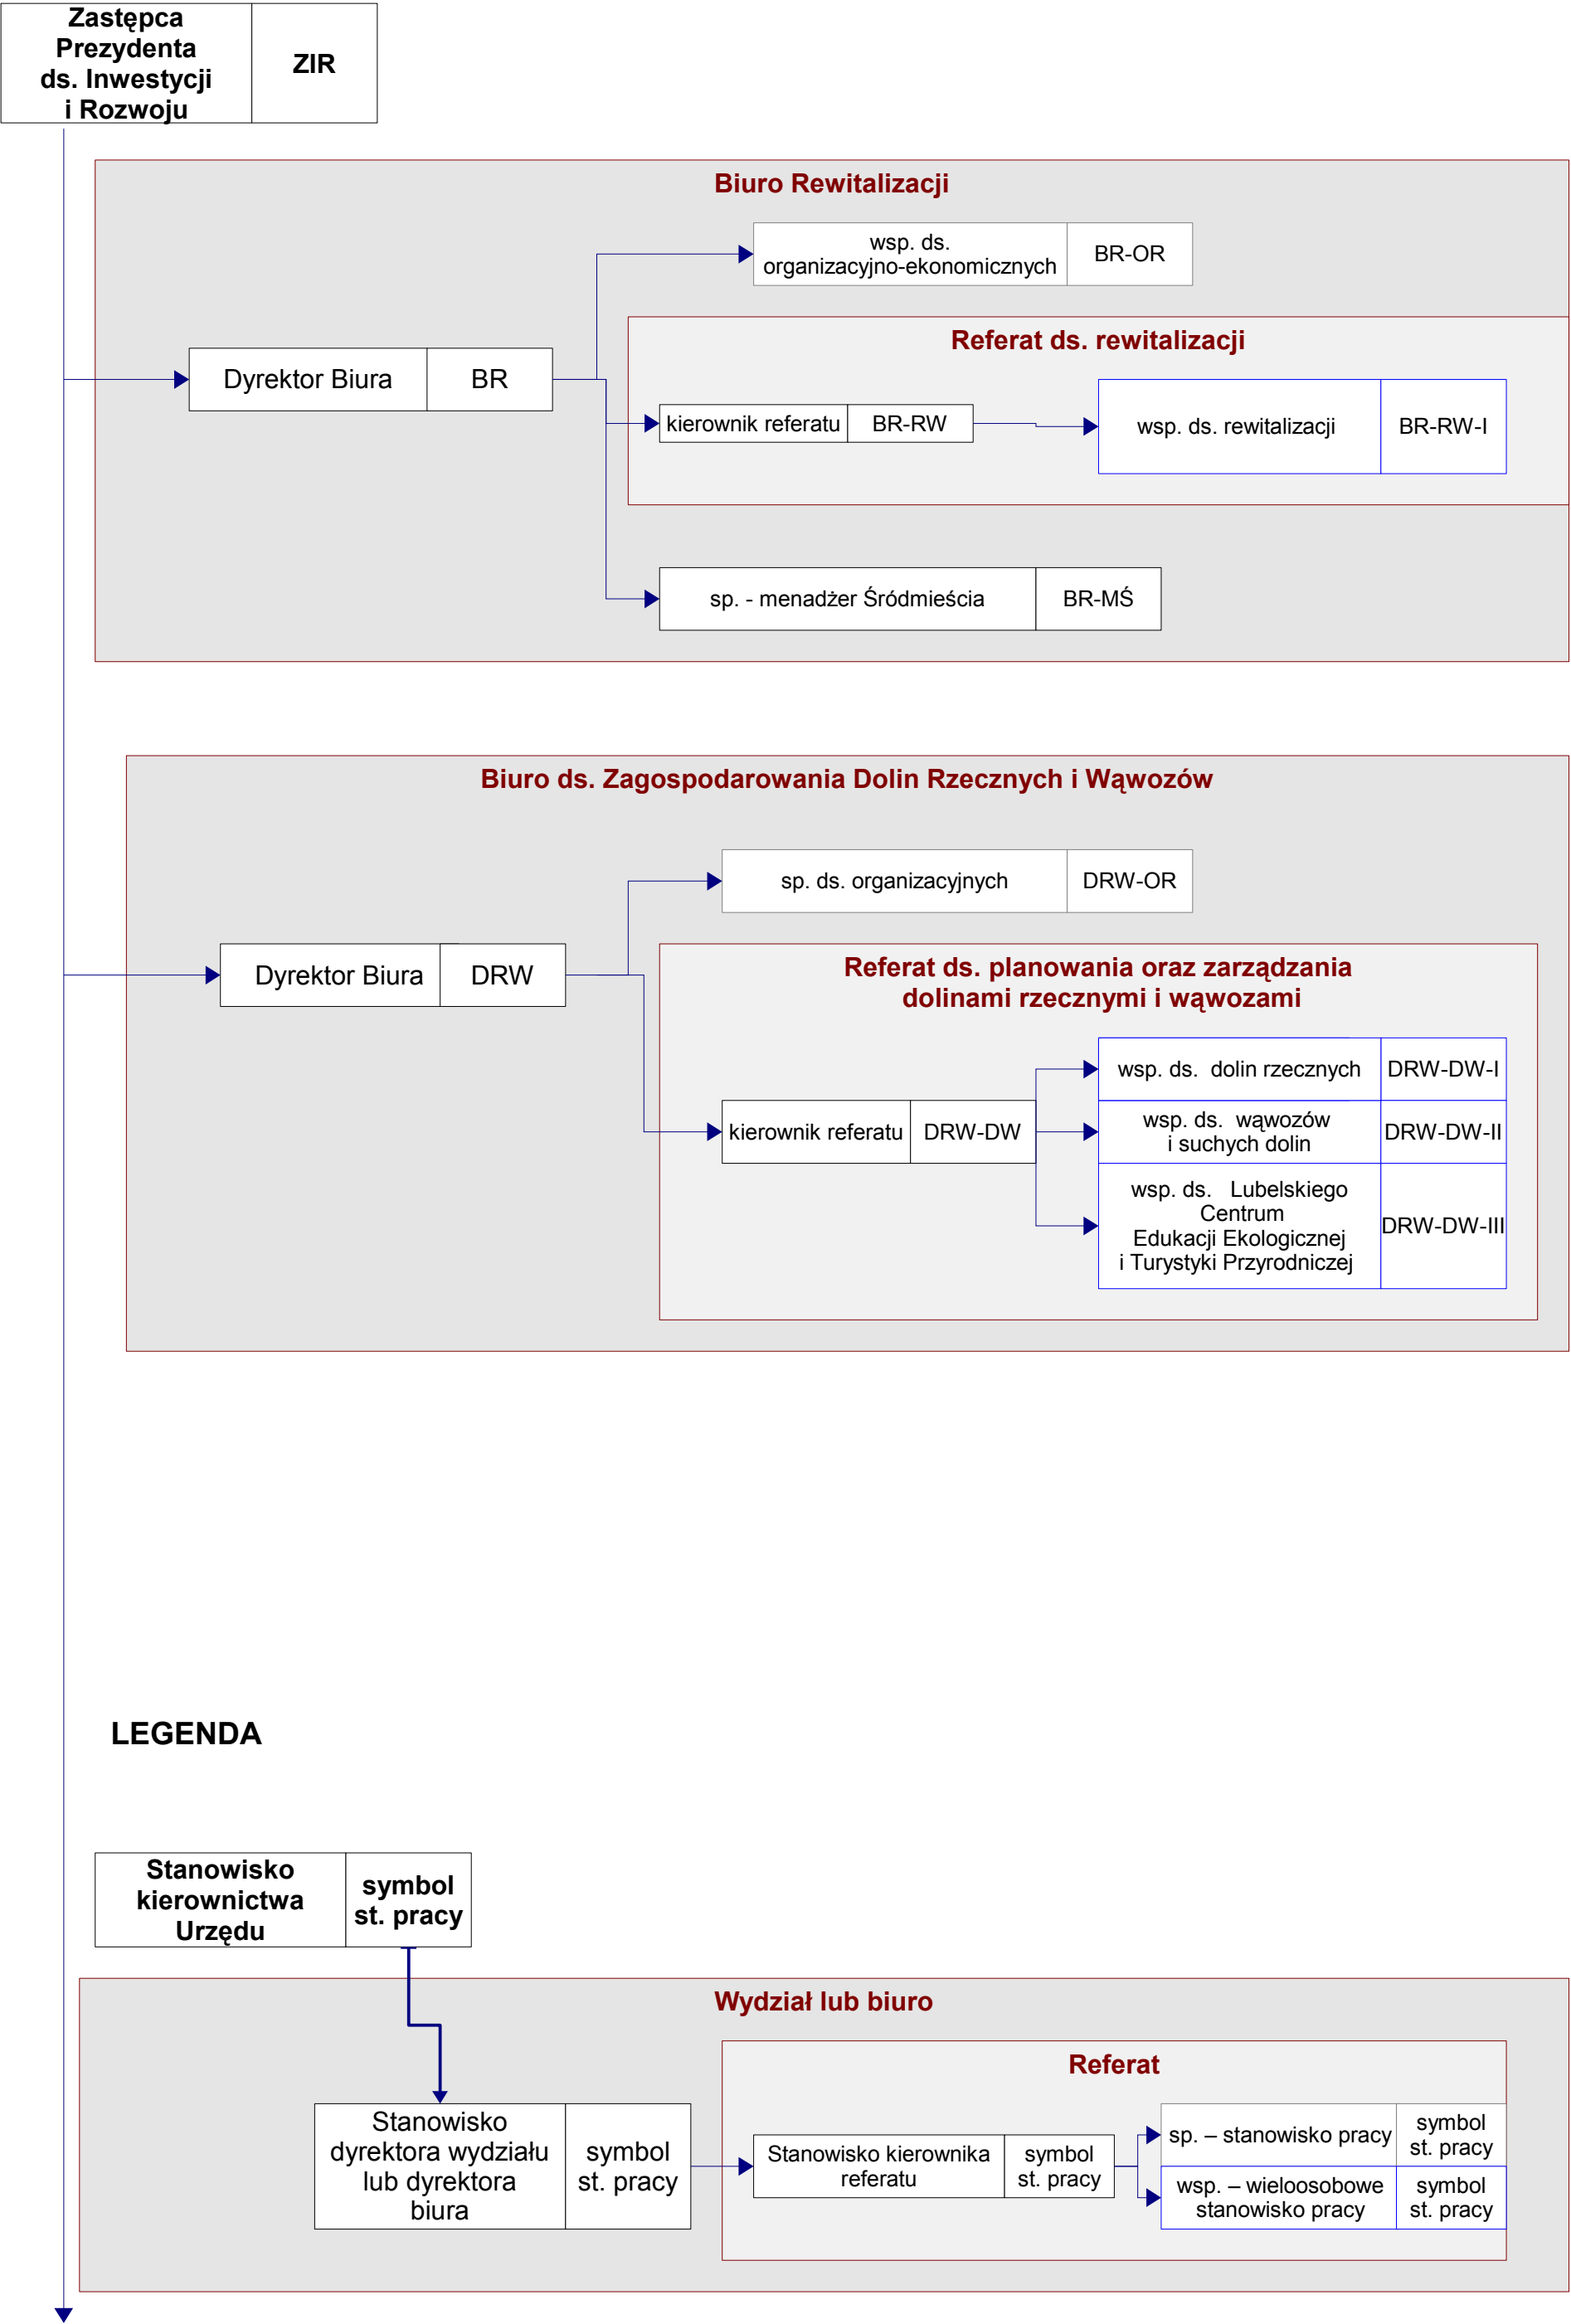 Zastępca
Prezydenta
ds. Inwestycji
i Rozwoju
ZIR
Biuro Rewitalizacji
wsp. ds.
organizacyjno-ekonomicznych
BR-OR
Referat ds. rewitalizacji
Dyrektor Biura
BR
kierownik referatu
BR-RW
wsp. ds. rewitalizacji
BR-RW-I
sp. - menadżer Śródmieścia
BR-MŚ
Biuro ds. Zagospodarowania Dolin Rzecznych i Wąwozów
sp. ds. organizacyjnych
DRW-OR
Dyrektor Biura
DRW
Referat ds. planowania oraz zarządzania
dolinami rzecznymi i wąwozami
wsp. ds. dolin rzecznych
DRW-DW-I
kierownik referatu
DRW-DW
wsp. ds. wąwozów
i suchych dolin
DRW-DW-II
wsp. ds. Lubelskiego
Centrum
Edukacji Ekologicznej
i Turystyki Przyrodniczej
DRW-DW-III
LEGENDA
Stanowisko
kierownictwa
Urzędu
symbol
st. pracy
Wydział lub biuro
Referat
Stanowisko
dyrektora wydziału
lub dyrektora
biura
symbol
st. pracy
Stanowisko kierownika
referatu
symbol
st. pracy
sp. – stanowisko pracy
symbol
st. pracy
wsp. – wieloosobowe
stanowisko pracy
symbol
st. pracy